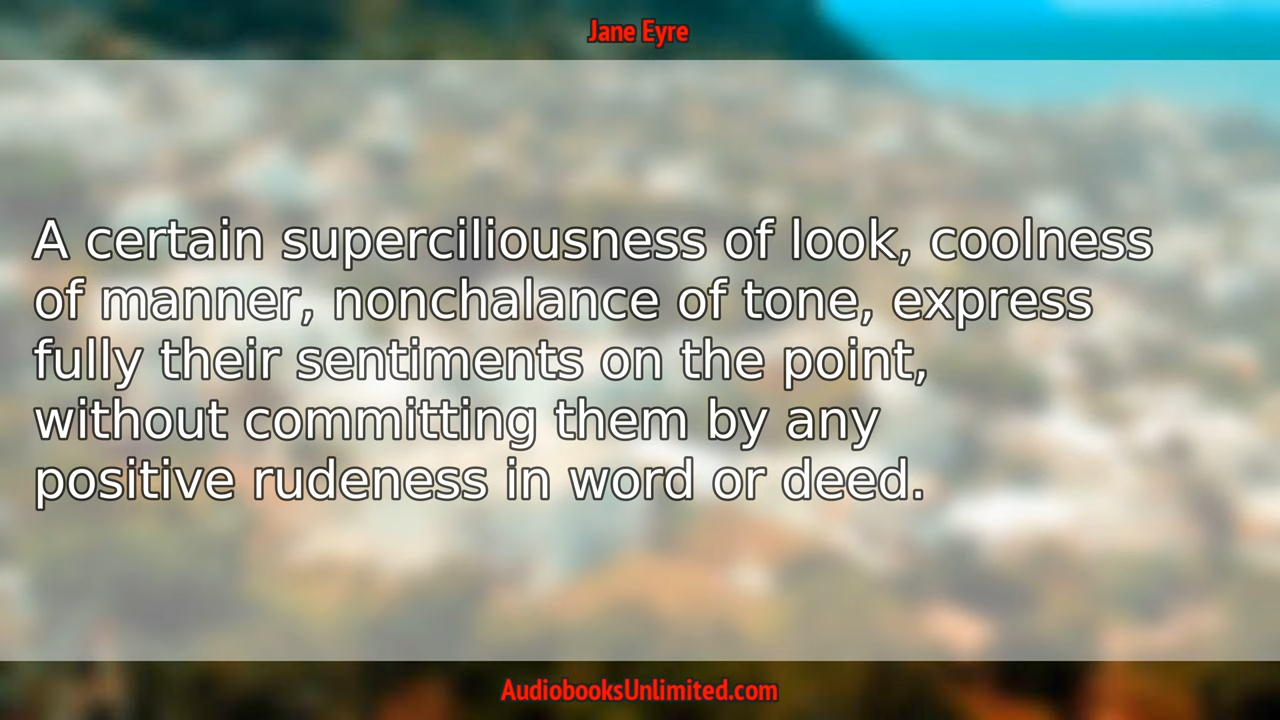 Jane Eyre
A certain superciliousness of look, coolness
of manner, nonchalance of tone, express
fully their sentiments on the point,
without committing them by any
positive rudeness in word or deed.
AudiobooksUnlimited.com